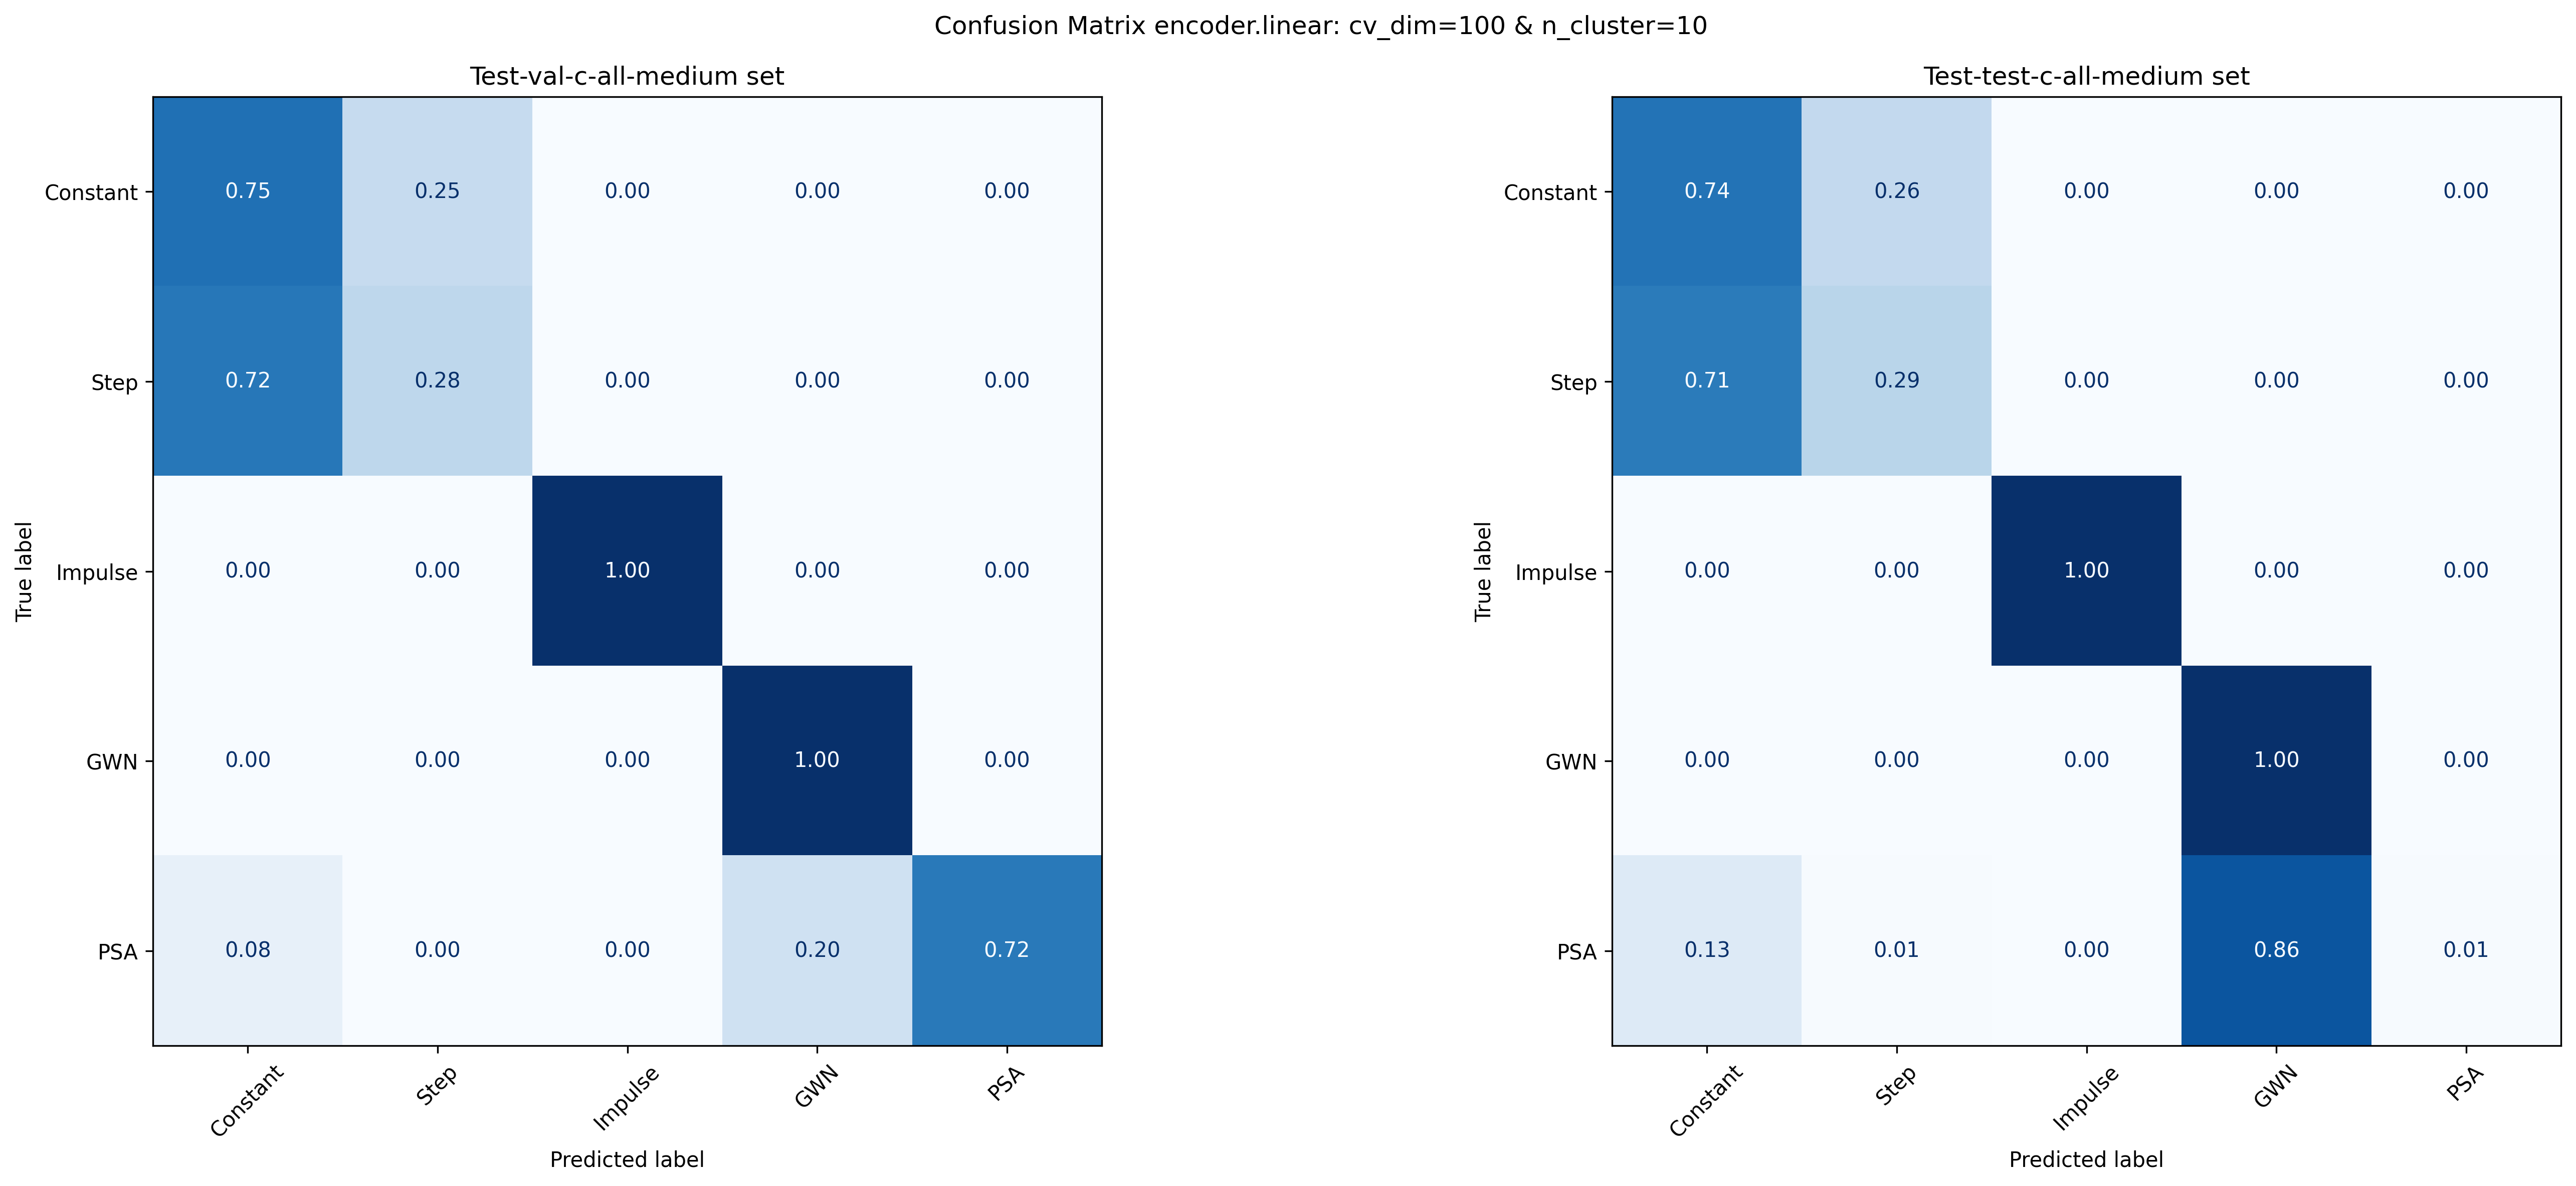 Confusion Matrix encoder.linear: cv_dim=100 & n_cluster=10
Test-val-c-all-medium set
True label
Constant 0.75 0.25 0.00 0.00 0.00
Step 0.72 0.28 0.00 0.00 0.00
Impulse 0.00 0.00 1.00 0.00 0.00
GWN 0.00 0.00 0.00 1.00 0.00
PSA 0.08 0.00 0.00 0.20 0.72
Constant Step Impulse GWN PSA
Predicted label
Test-test-c-all-medium set
True label
Constant 0.74 0.26 0.00 0.00 0.00
Step 0.71 0.29 0.00 0.00 0.00
Impulse 0.00 0.00 1.00 0.00 0.00
GWN 0.00 0.00 0.00 1.00 0.00
PSA 0.13 0.01 0.00 0.86 0.01
Constant Step Impulse GWN PSA
Predicted label